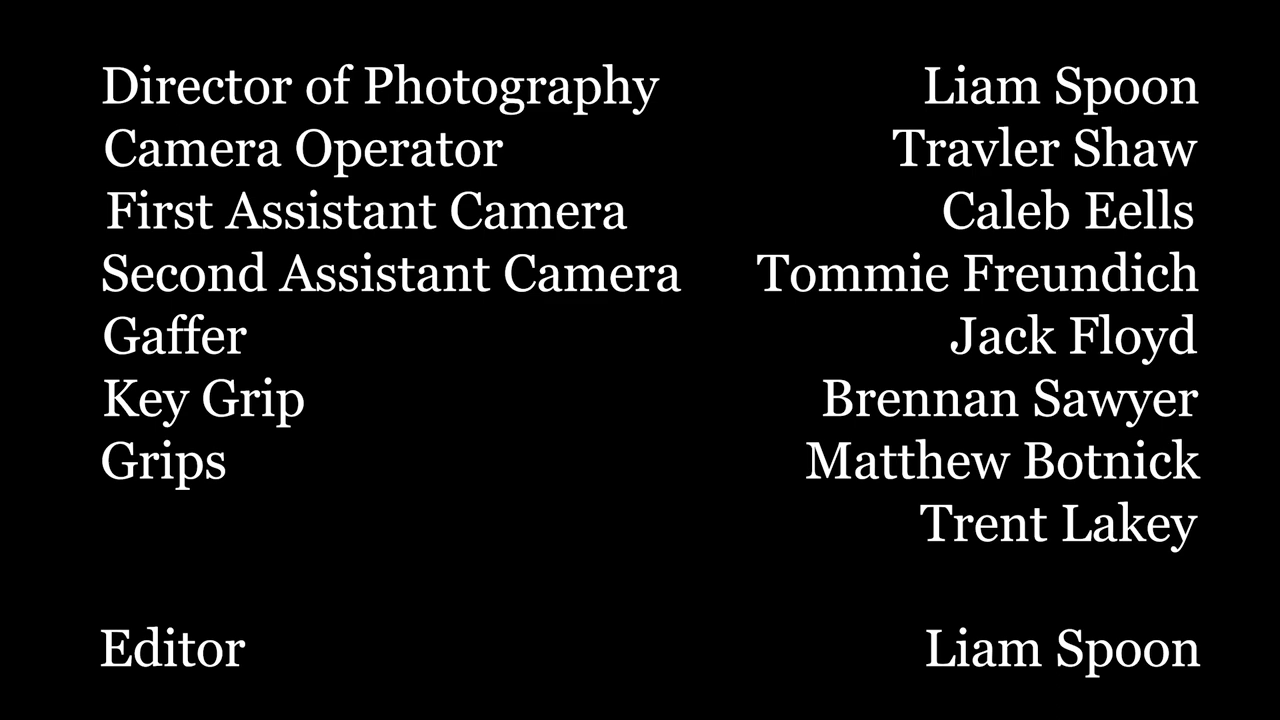 Director of Photography Liam Spoon
Camera Operator Travler Shaw
First Assistant Camera Caleb Eells
Second Assistant Camera Tommie Freundich
Gaffer Jack Floyd
Key Grip Brennan Sawyer
Grips Matthew Botnick
Trent Lakey
Editor Liam Spoon